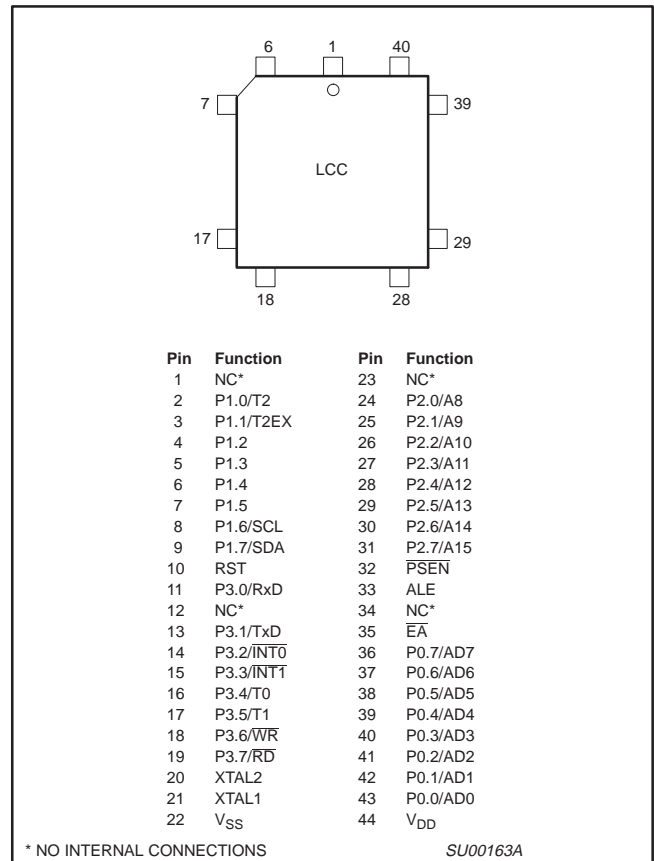 6 1 40
7 39
LCC
17 29
18 28
Pin Function Pin Function
1 NC* 23 NC*
2 P1.0/T2 24 P2.0/A8
3 P1.1/T2EX 25 P2.1/A9
4 P1.2 26 P2.2/A10
5 P1.3 27 P2.3/A11
6 P1.4 28 P2.4/A12
7 P1.5 29 P2.5/A13
8 P1.6/SCL 30 P2.6/A14
9 P1.7/SDA 31 P2.7/A15
10 RST 32 P̅S̅E̅N̅
11 P3.0/RxD 33 ALE
12 NC* 34 NC*
13 P3.1/TxD 35 E̅A̅
14 P3.2/I̅N̅T̅0̅ 36 P0.7/AD7
15 P3.3/I̅N̅T̅1̅ 37 P0.6/AD6
16 P3.4/T0 38 P0.5/AD5
17 P3.5/T1 39 P0.4/AD4
18 P3.6/W̅R̅ 40 P0.3/AD3
19 P3.7/R̅D̅ 41 P0.2/AD2
20 XTAL2 42 P0.1/AD1
21 XTAL1 43 P0.0/AD0
22 VSS 44 VDD
* NO INTERNAL CONNECTIONS SU00163A